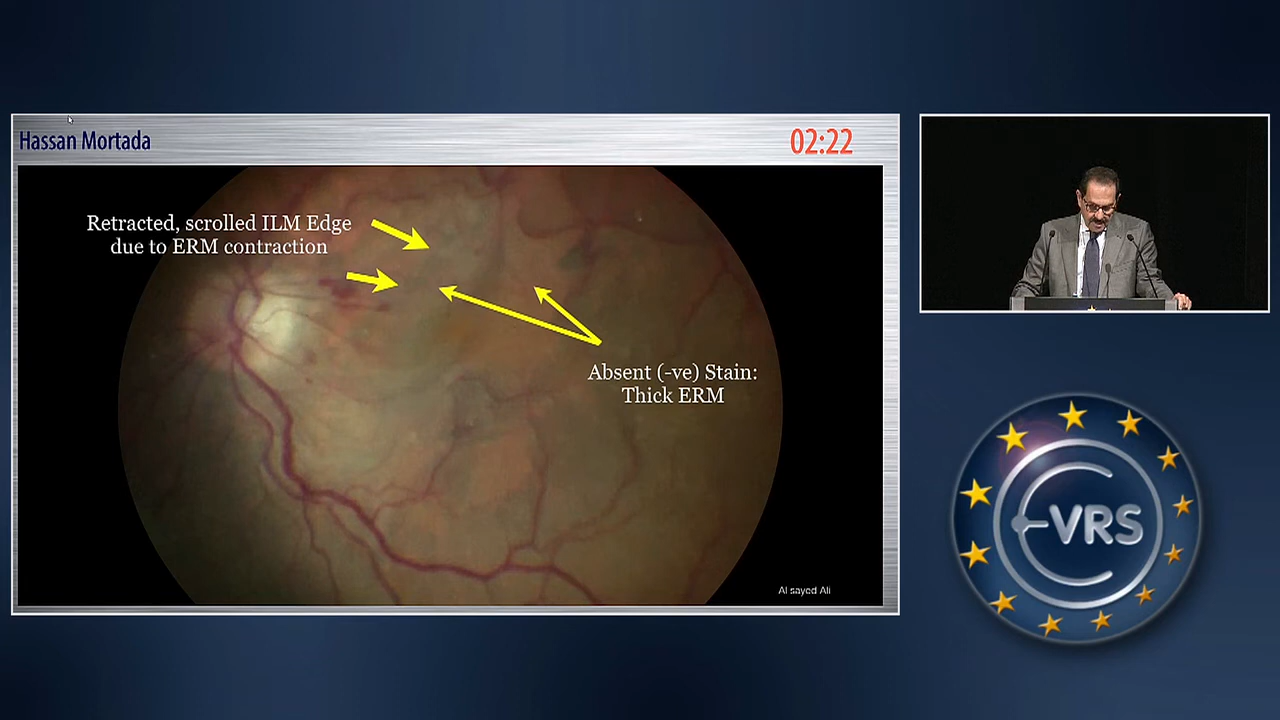 Hassan Mortada
02:22
Retracted, scrolled ILM Edge
due to ERM contraction
Absent (-ve) Stain:
Thick ERM
Al sayed Ali
EVRS